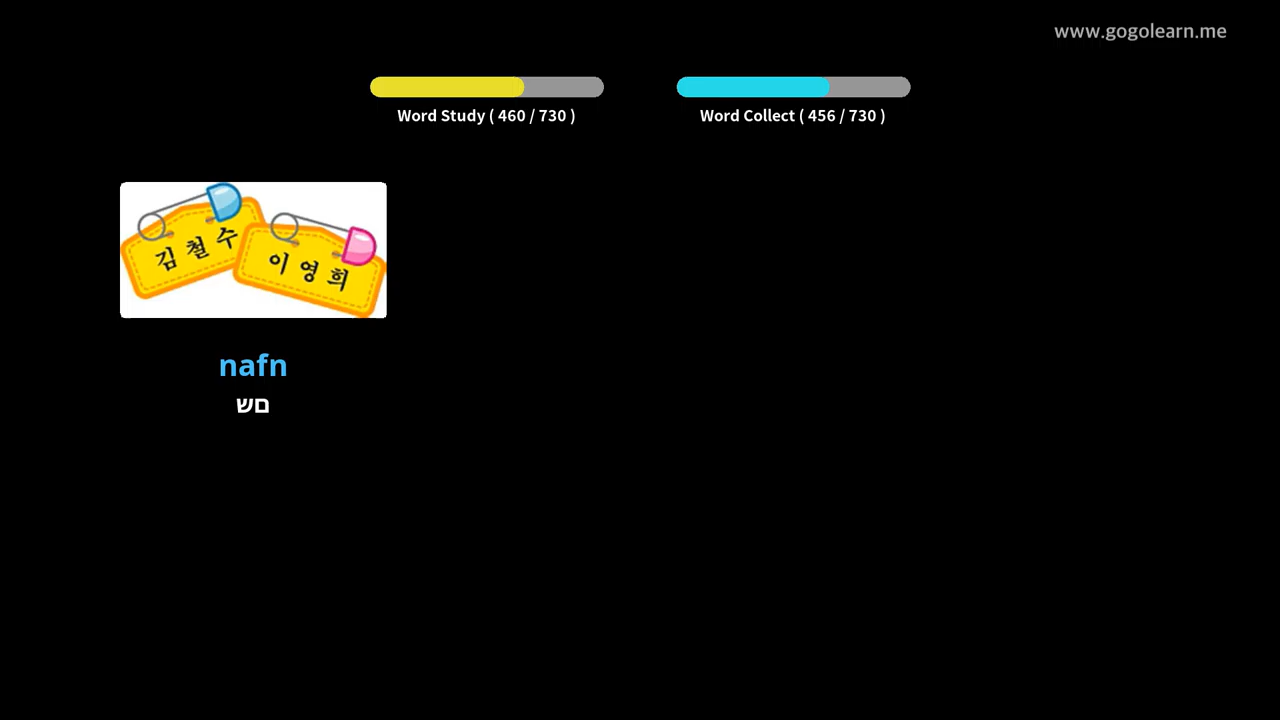 www.gogolearn.me
Word Study ( 460 / 730 )
Word Collect ( 456 / 730 )
김철수
이영희
nafn
שם